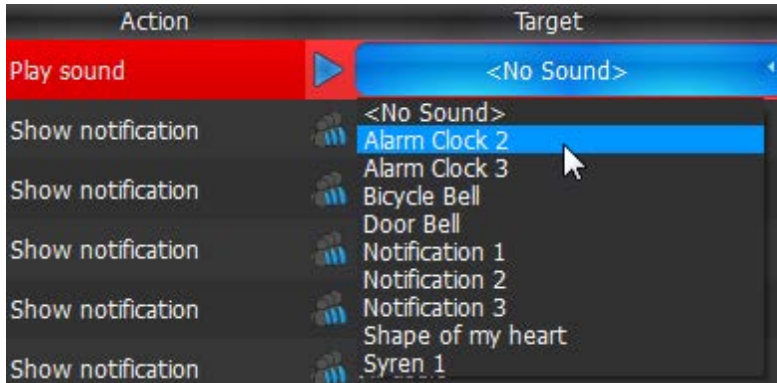 Action Target
Play sound <No Sound>
<No Sound>
Show notification Alarm Clock 2
Alarm Clock 3
Show notification Bicycle Bell
Door Bell
Show notification Notification 1
Notification 2
Show notification Notification 3
Shape of my heart
Show notification Syren 1